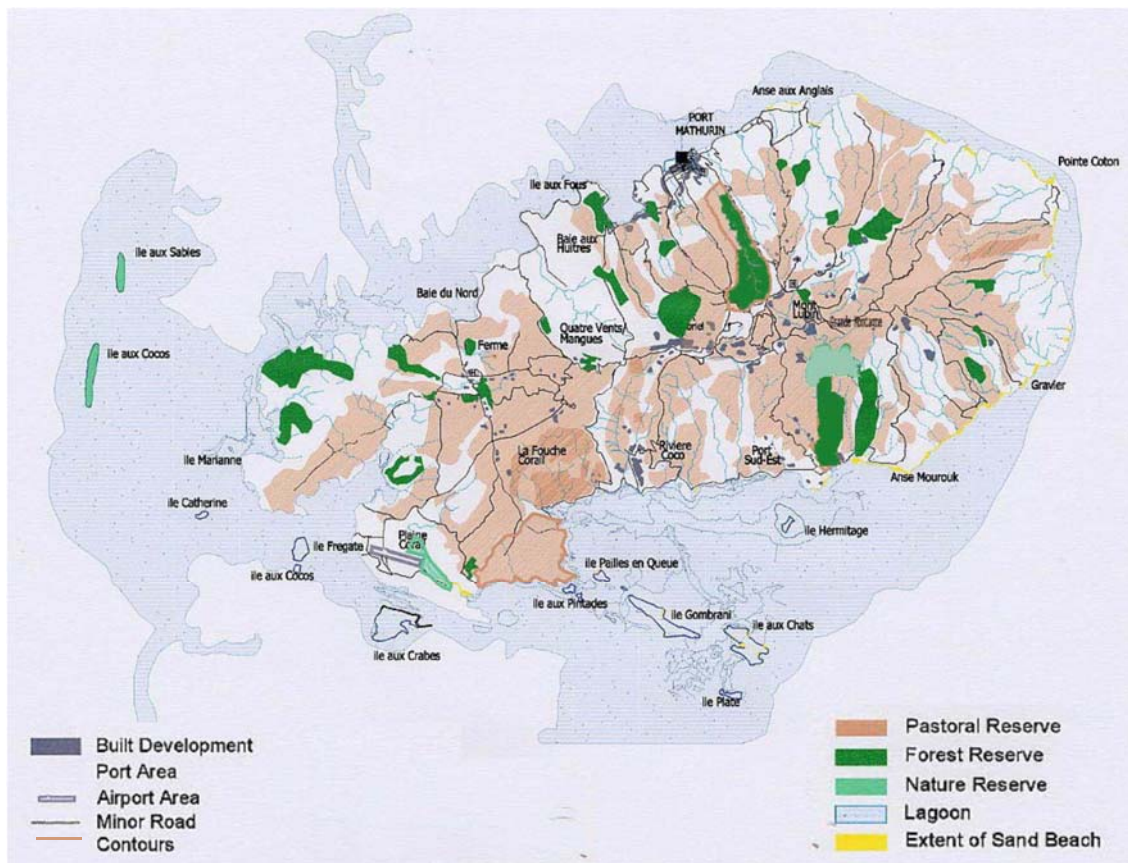 Anse aux Anglais
PORT
MATHURIN
Pointe Coton
ile aux Fous
Baie aux
Huitres
ile aux Sables
Baie du Nord
Mont
Lubin
Quatre Vents/
Mangues
Ferme
ile aux Cocos
Gravier
La Fouche
Corail
Riviere
Coco
Port
Sud-Est
ile Marianne
Anse Mourouk
ile Catherine
ile Hermitage
Plaine
Corail
ile Fregate
ile Pailles en Queue
ile aux Cocos
ile aux Pintades
ile Gombrani
ile aux Chats
ile aux Crabes
ile Plate
Built Development
Port Area
Airport Area
Minor Road
Contours
Pastoral Reserve
Forest Reserve
Nature Reserve
Lagoon
Extent of Sand Beach